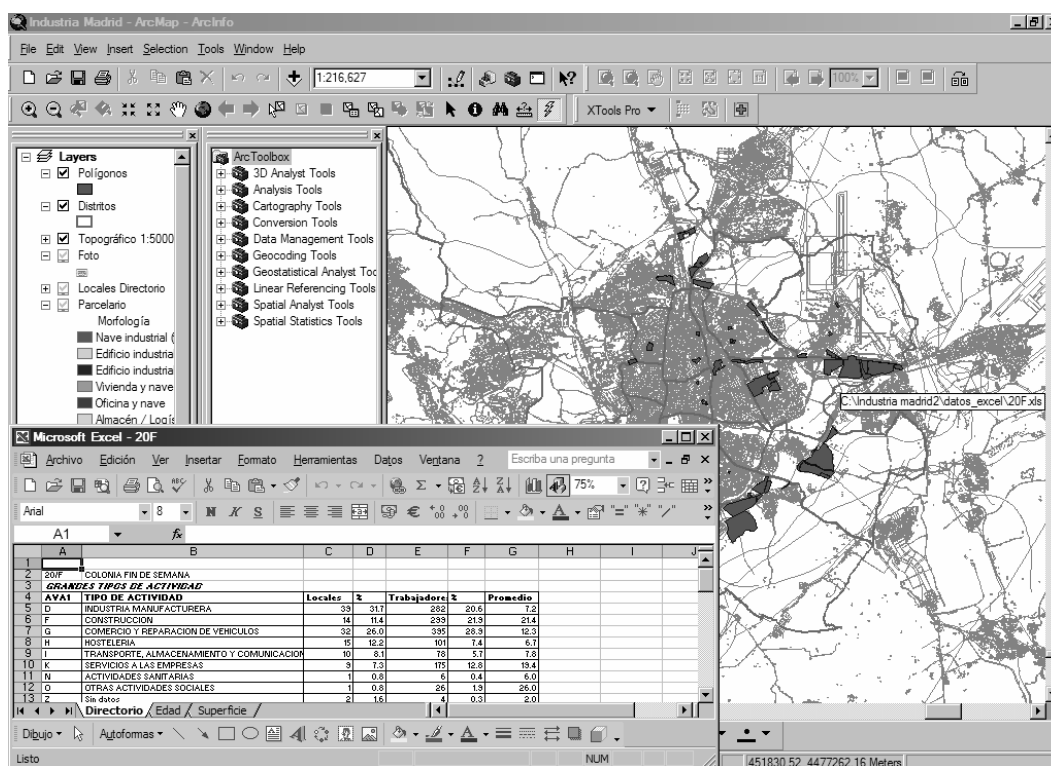 Industria Madrid - ArcMap - ArcInfo
File Edit View Insert Selection Tools Window Help
1:216,627
100%
XTools Pro
Layers
Polígonos
Distritos
Topográfico 1:5000
Foto
Locales Directorio
Parcelario
Morfología
Nave industrial (
Edificio industria
Edificio industria
Vivienda y nave
Oficina y nave
Almacén / Logís
ArcToolbox
3D Analyst Tools
Analysis Tools
Cartography Tools
Conversion Tools
Data Management Tools
Geocoding Tools
Geostatistical Analyst Too
Linear Referencing Tools
Spatial Analyst Tools
Spatial Statistics Tools
C:\Industria madrid2\datos_excel\20F.xls
Microsoft Excel - 20F
Archivo Edición Ver Insertar Formato Herramientas Datos Ventana ? Escriba una pregunta
75%
Arial 8 N K S
A1 fx
A B C D E F G H I J
1
2 20/F COLONIA FIN DE SEMANA
3 GRANDES TIPOS DE ACTIVIDAD
4 AVA1 TIPO DE ACTIVIDAD Locales % Trabajadore: % Promedio
5 D INDUSTRIA MANUFACTURERA 39 31.7 282 20.6 7.2
6 F CONSTRUCCION 14 11.4 299 21.9 21.4
7 G COMERCIO Y REPARACION DE VEHICULOS 32 26.0 395 28.9 12.3
8 H HOSTELERIA 15 12.2 101 7.4 6.7
9 I TRANSPORTE, ALMACENAMIENTO Y COMUNICACION 10 8.1 78 5.7 7.8
10 K SERVICIOS A LAS EMPRESAS 9 7.3 175 12.8 19.4
11 N ACTIVIDADES SANITARIAS 1 0.8 6 0.4 6.0
12 O OTRAS ACTIVIDADES SOCIALES 1 0.8 26 1.9 26.0
13 Z Sin datos 2 1.6 4 0.3 2.0
Directorio Edad Superficie
Dibujo Autoformas
Listo NUM
451830.52 4477262.16 Meters